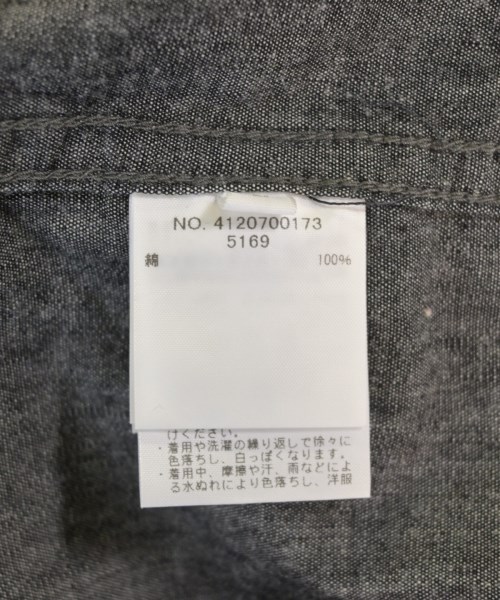 NO. 4120700173
5169
綿 100%
けください。
・着用や洗濯の繰り返しで徐々に
色落ちし、白っぽくなります。
・着用中、摩擦や汗、雨などによ
る水ぬれにより色落ちし、洋服